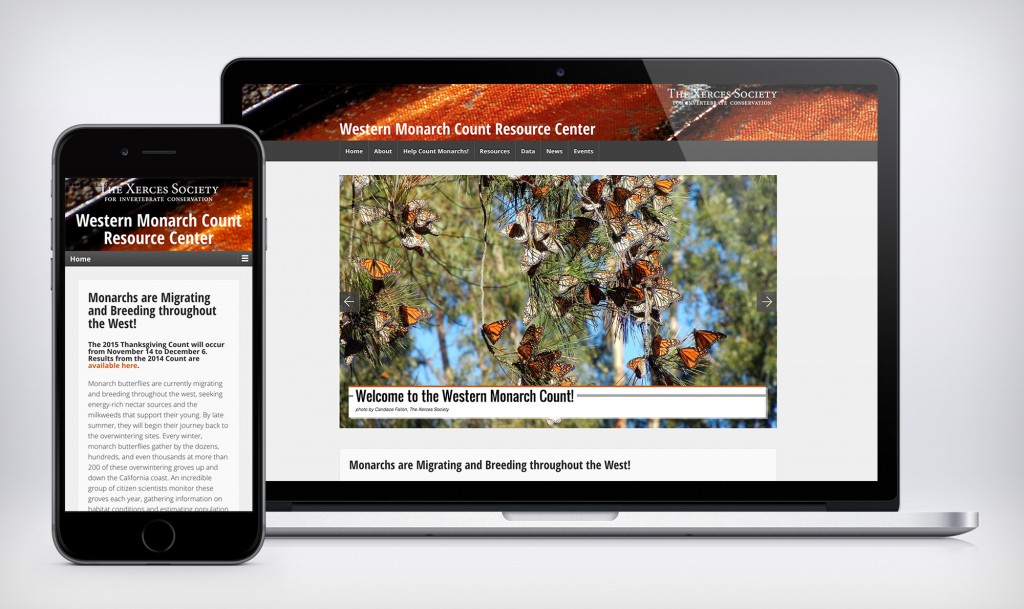 The Xerces Society
for Invertebrate Conservation
Western Monarch Count
Resource Center
Home
Monarchs are Migrating
and Breeding throughout
the West!
The 2015 Thanksgiving Count will occur
from November 14 to December 6.
Results from the 2014 Count are
available here.
Monarch butterflies are currently migrating
and breeding throughout the west, seeking
energy-rich nectar sources and the
milkweeds that support their young. By late
summer, they will begin their journey back to
the overwintering sites. Every winter,
monarch butterflies gather by the dozens,
hundreds, and even thousands at more than
200 of these overwintering groves up and
down the California coast. An incredible
group of citizen scientists monitor these
groves each year, gathering information on
habitat conditions and estimating population
The Xerces Society
for Invertebrate Conservation
Western Monarch Count Resource Center
Home About Help Count Monarchs! Resources Data News Events
Welcome to the Western Monarch Count!
photo by Candace Fallon, The Xerces Society
Monarchs are Migrating and Breeding throughout the West!